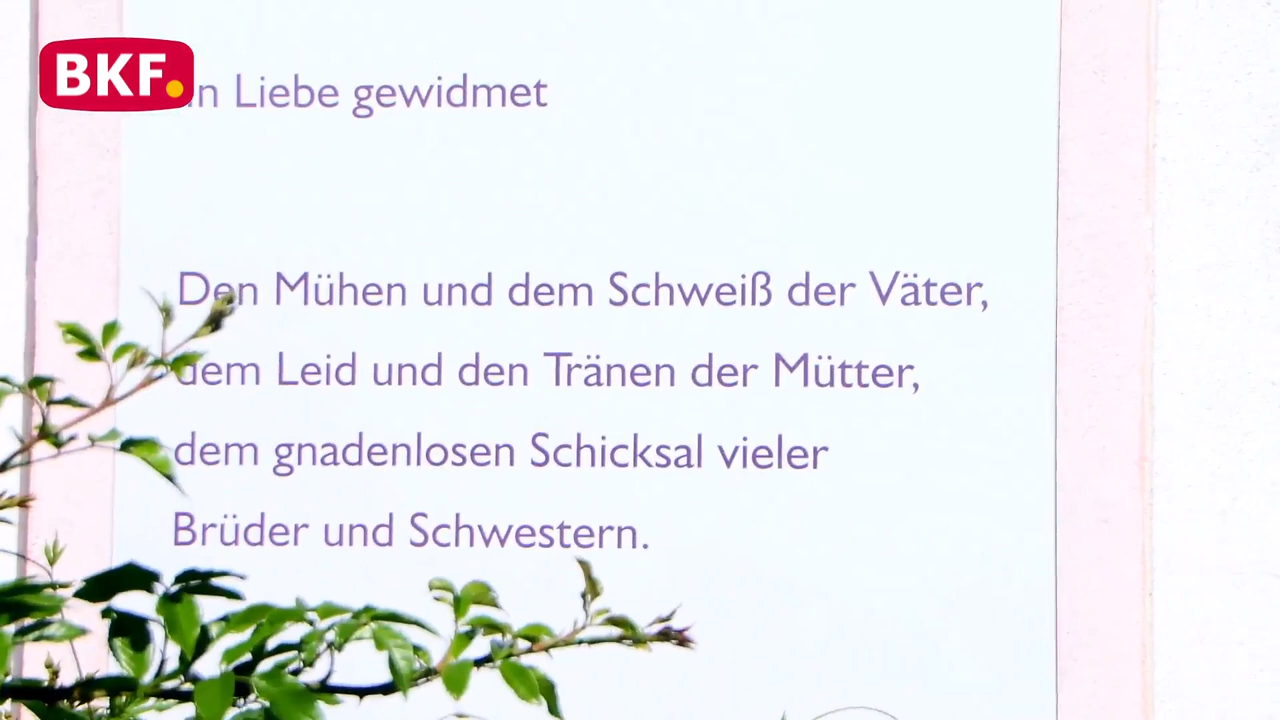 BKF.
In Liebe gewidmet
Den Mühen und dem Schweiß der Väter,
dem Leid und den Tränen der Mütter,
dem gnadenlosen Schicksal vieler
Brüder und Schwestern.